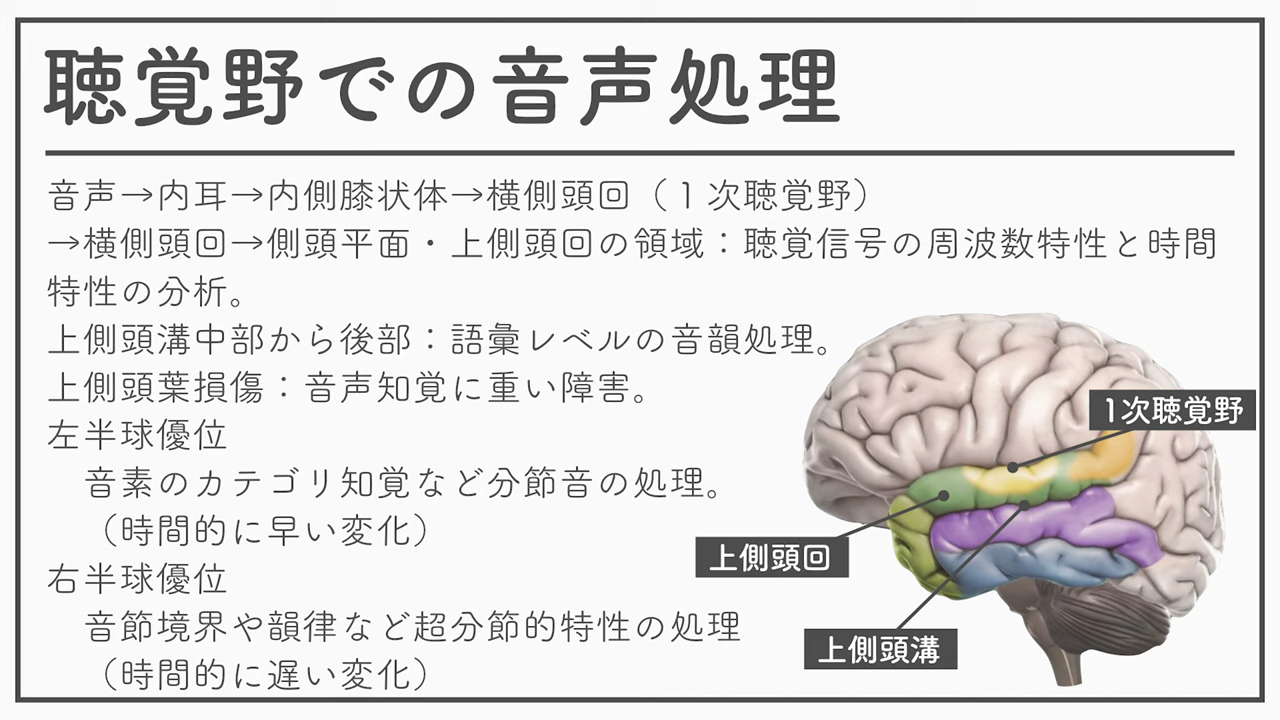 聴覚野での音声処理
音声→内耳→内側膝状体→横側頭回（１次聴覚野）
→横側頭回→側頭平面・上側頭回の領域：聴覚信号の周波数特性と時間
特性の分析。
上側頭溝中部から後部：語彙レベルの音韻処理。
上側頭葉損傷：音声知覚に重い障害。
左半球優位
音素のカテゴリ知覚など分節音の処理。
（時間的に早い変化）
右半球優位
音節境界や韻律など超分節的特性の処理
（時間的に遅い変化）
1次聴覚野
上側頭回
上側頭溝